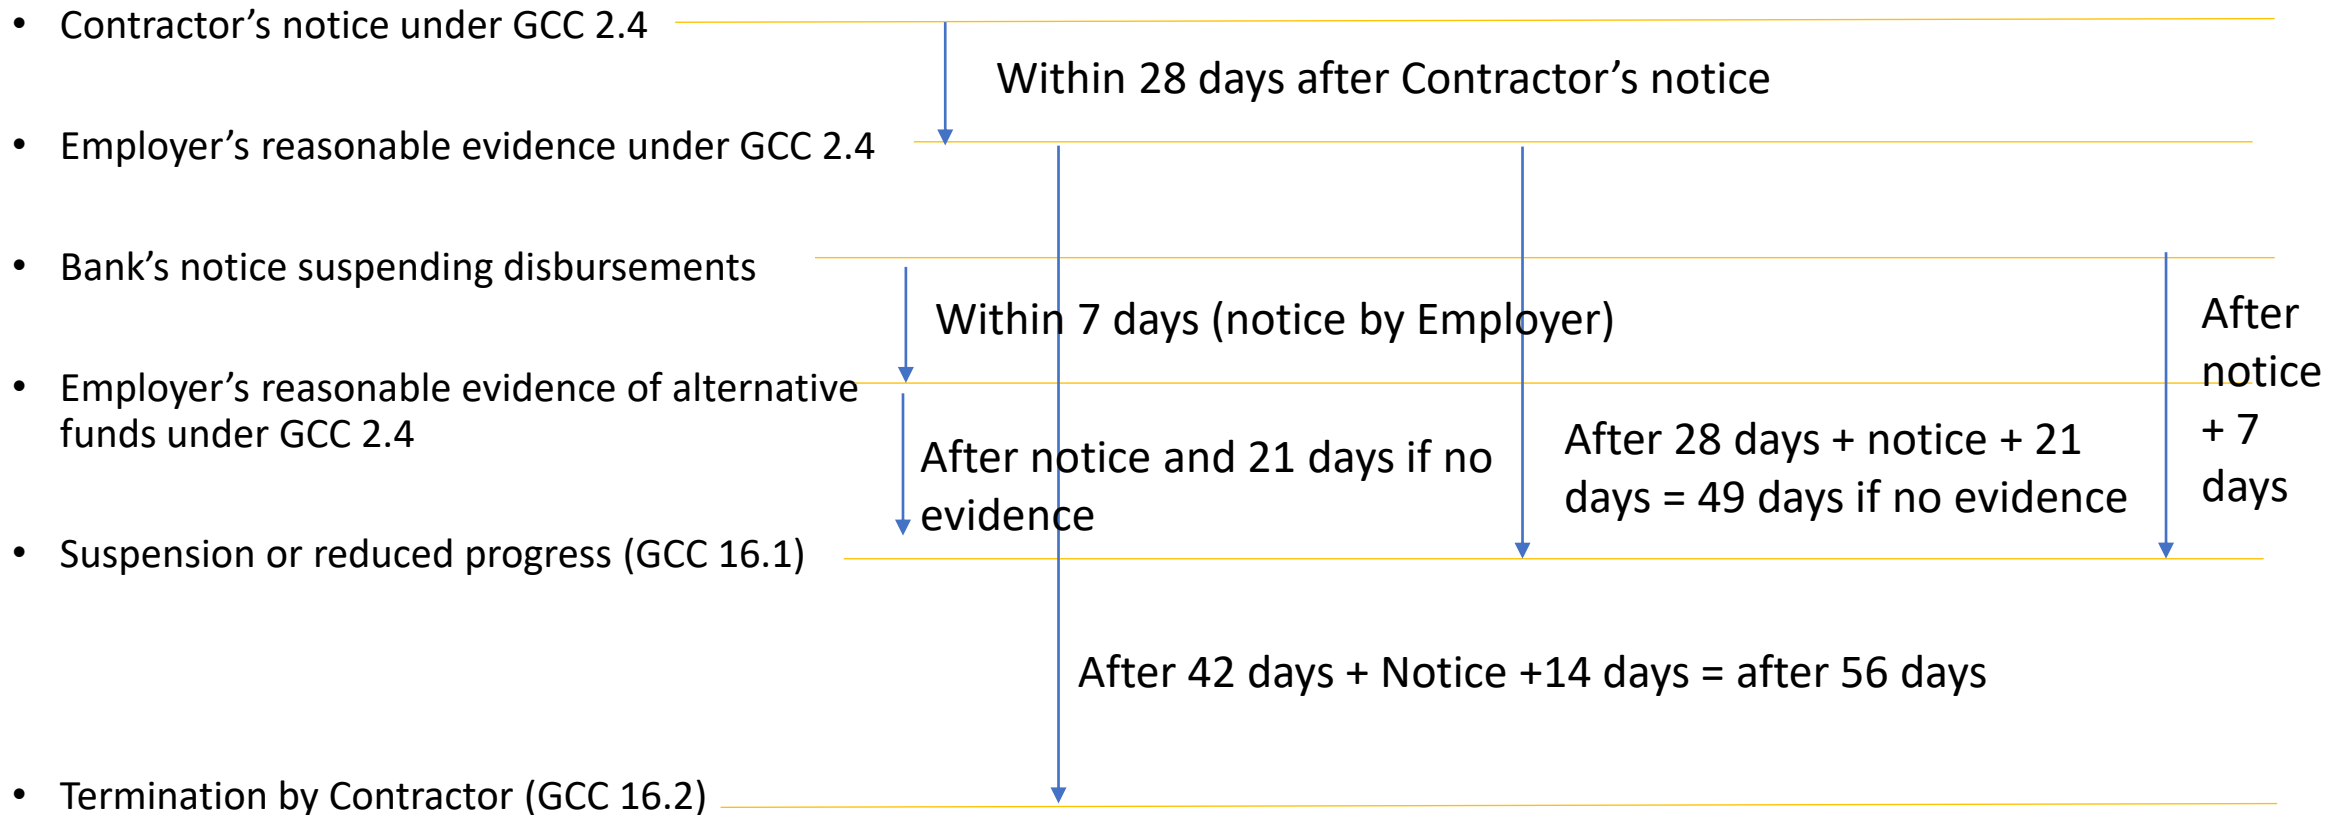 • Contractor’s notice under GCC 2.4
Within 28 days after Contractor’s notice
• Employer’s reasonable evidence under GCC 2.4
• Bank’s notice suspending disbursements
Within 7 days (notice by Employer)
After
notice
+ 7
days
• Employer’s reasonable evidence of alternative
funds under GCC 2.4
After notice and 21 days if no
evidence
After 28 days + notice + 21
days = 49 days if no evidence
• Suspension or reduced progress (GCC 16.1)
After 42 days + Notice +14 days = after 56 days
• Termination by Contractor (GCC 16.2)